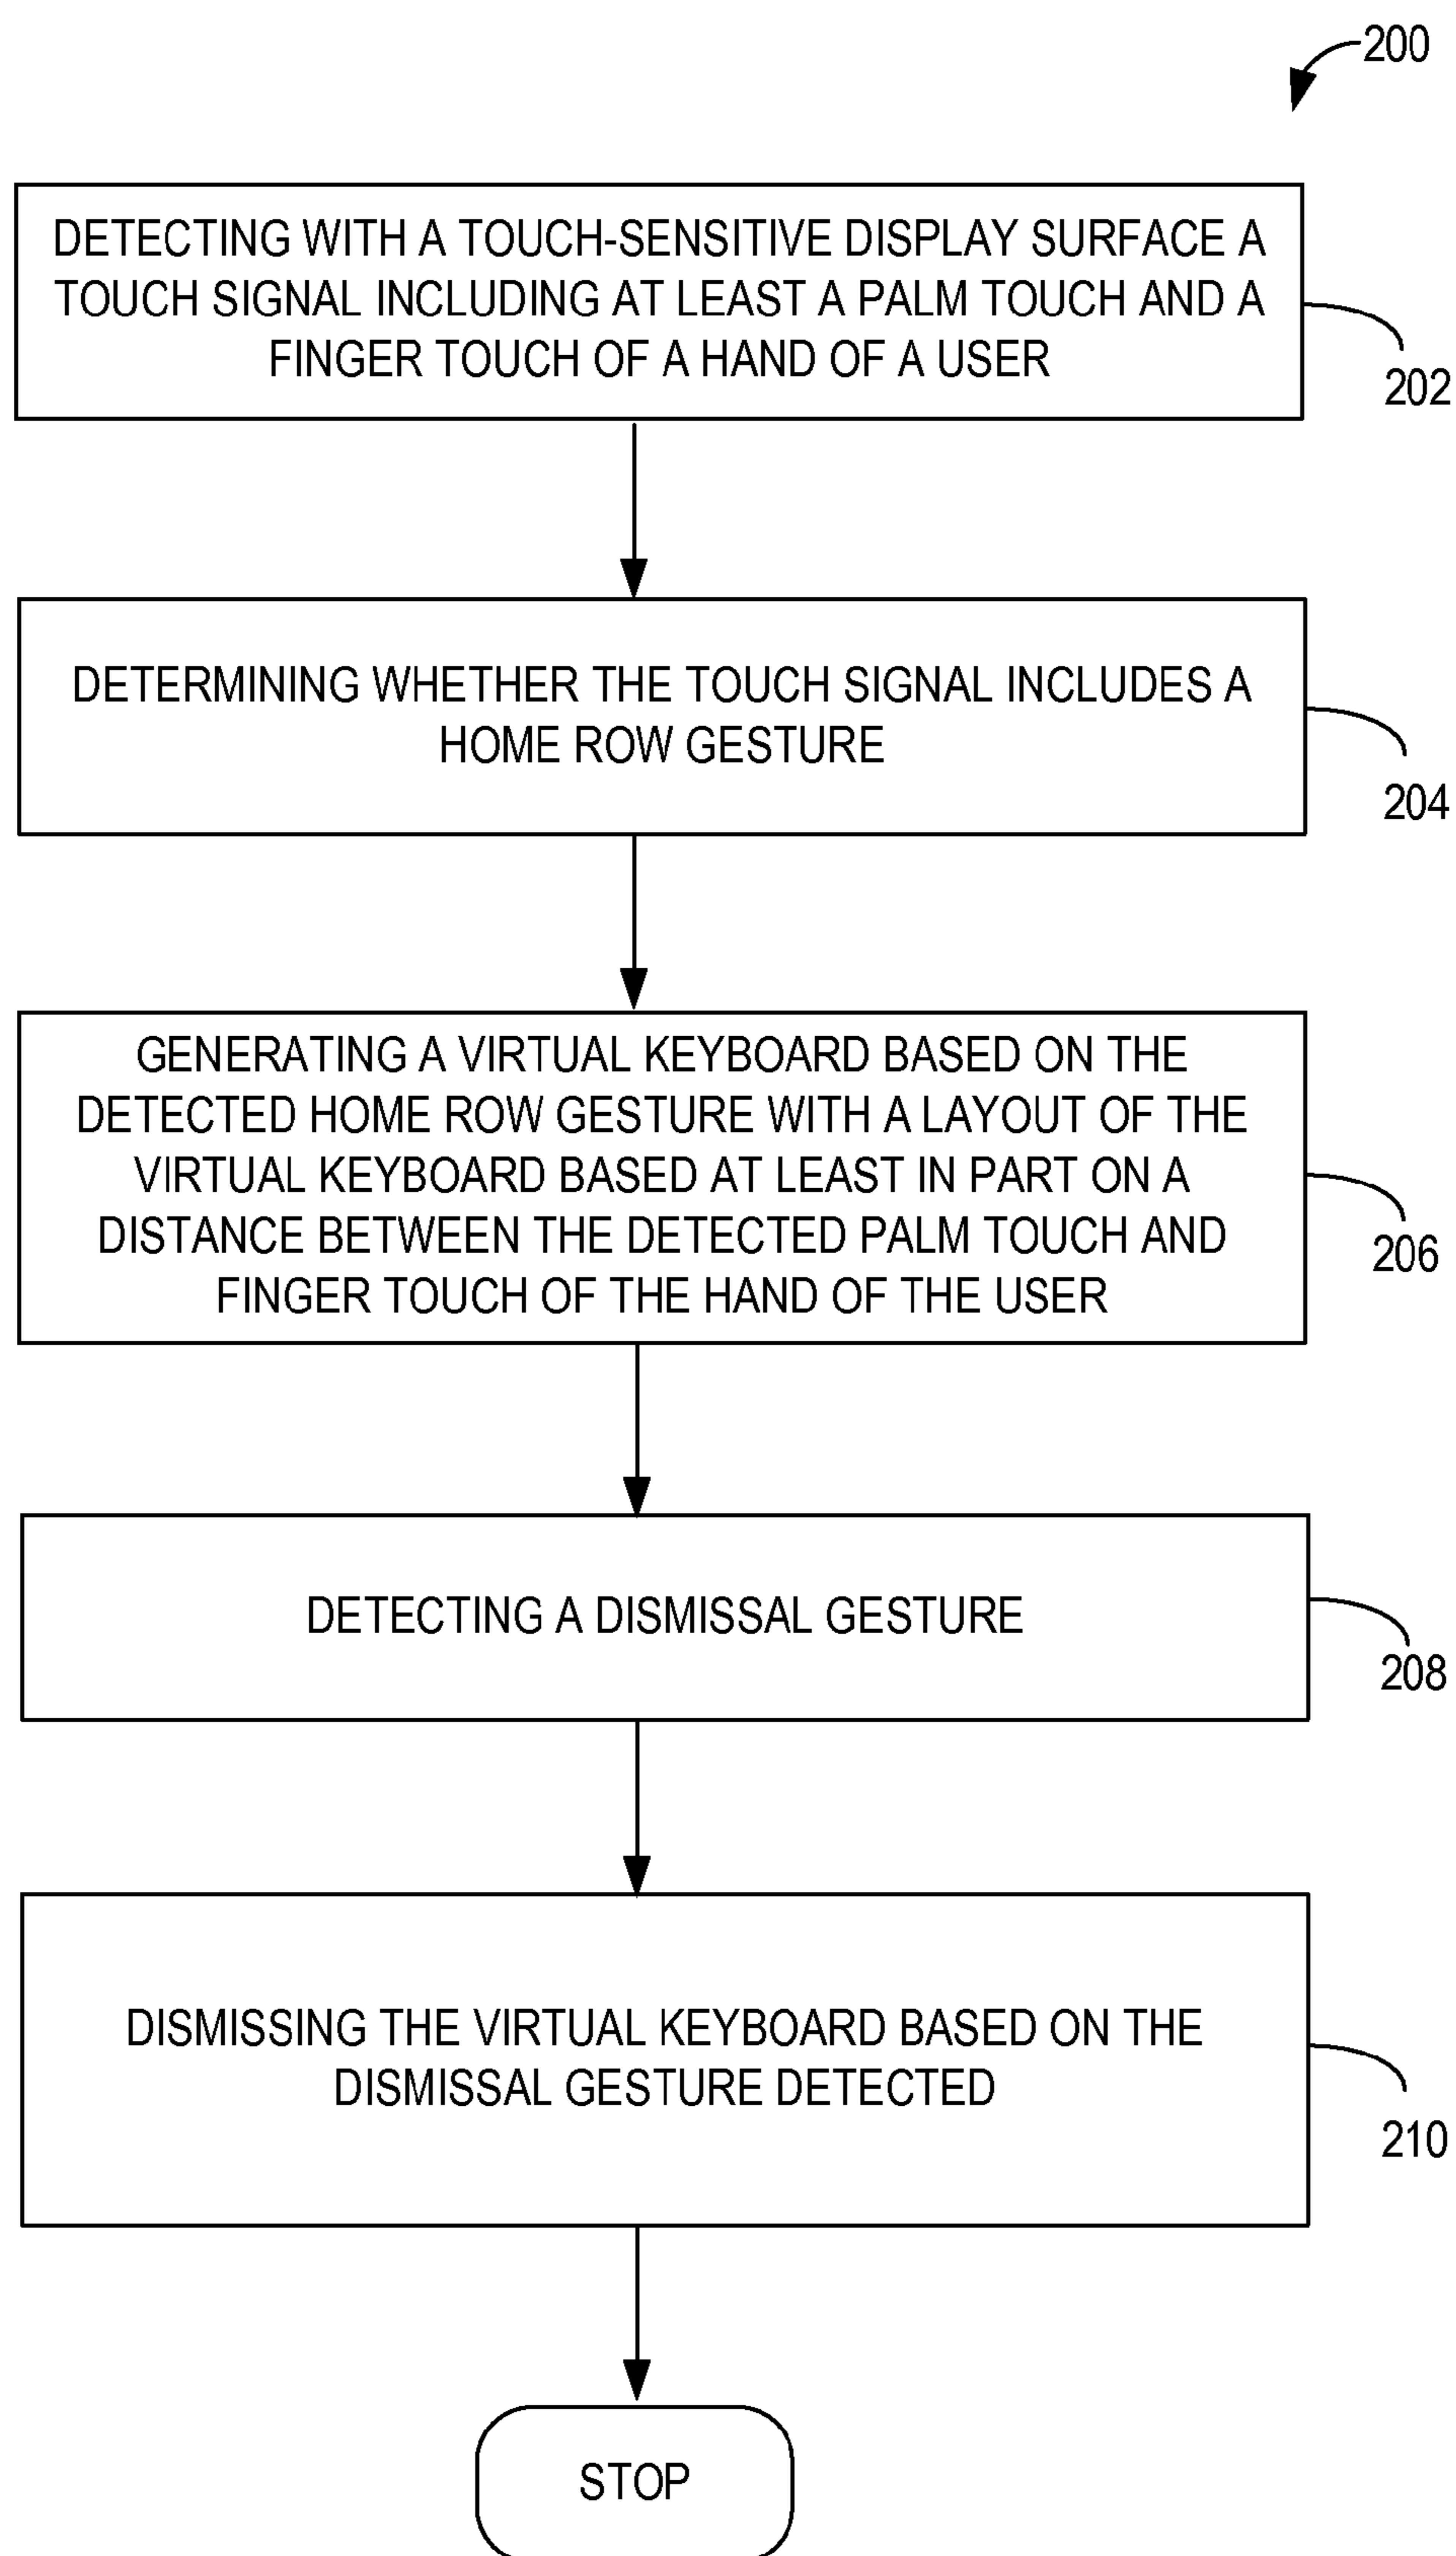 200
DETECTING WITH A TOUCH-SENSITIVE DISPLAY SURFACE A
TOUCH SIGNAL INCLUDING AT LEAST A PALM TOUCH AND A
FINGER TOUCH OF A HAND OF A USER
202
DETERMINING WHETHER THE TOUCH SIGNAL INCLUDES A
HOME ROW GESTURE
204
GENERATING A VIRTUAL KEYBOARD BASED ON THE
DETECTED HOME ROW GESTURE WITH A LAYOUT OF THE
VIRTUAL KEYBOARD BASED AT LEAST IN PART ON A
DISTANCE BETWEEN THE DETECTED PALM TOUCH AND
FINGER TOUCH OF THE HAND OF THE USER
206
DETECTING A DISMISSAL GESTURE
208
DISMISSING THE VIRTUAL KEYBOARD BASED ON THE
DISMISSAL GESTURE DETECTED
210
STOP